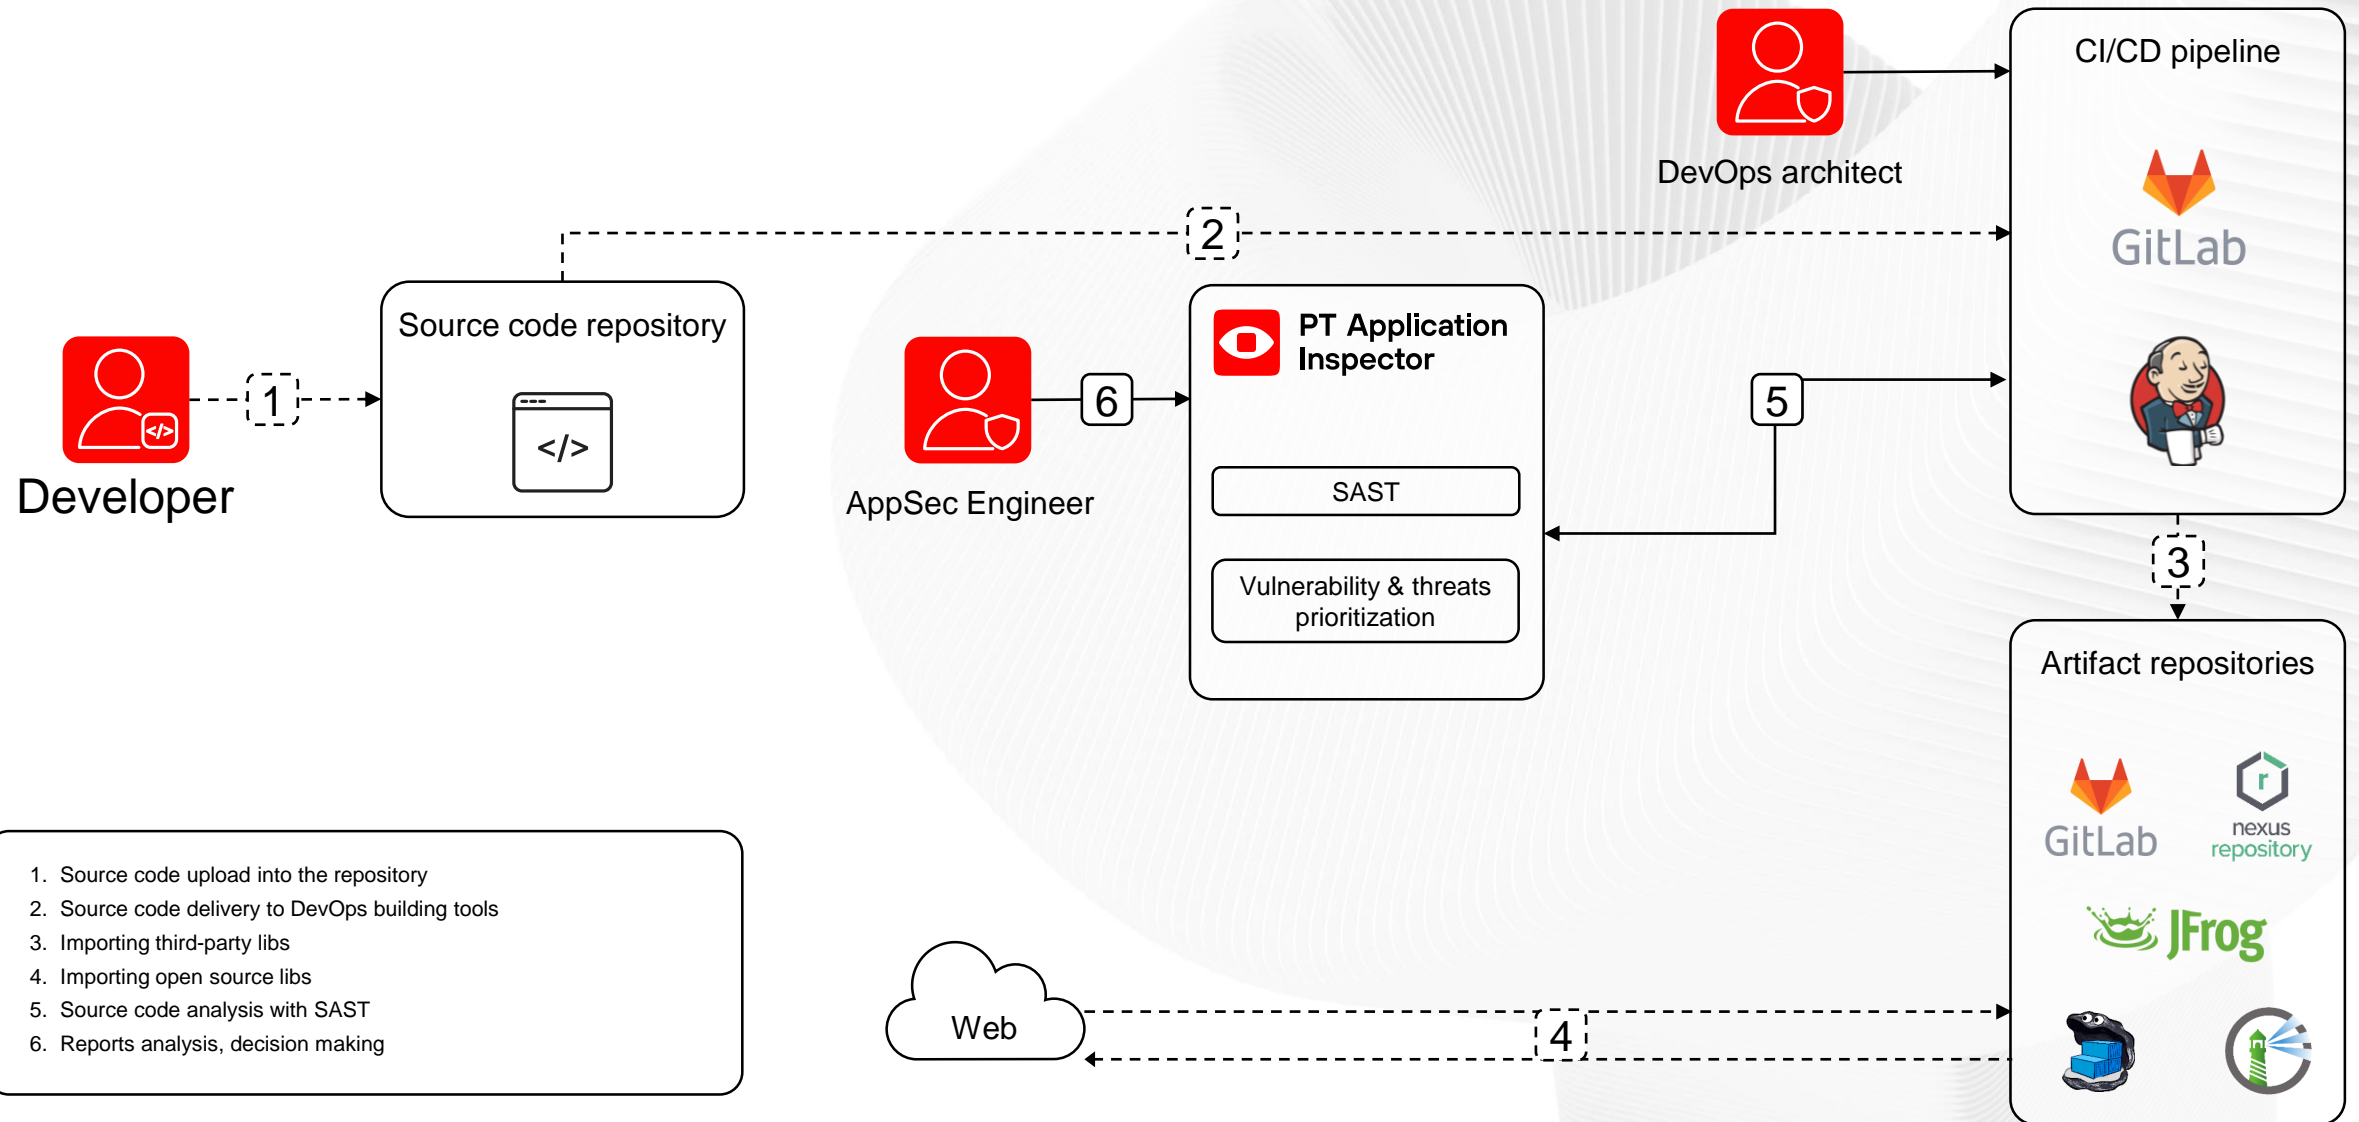 CI/CD pipeline
DevOps architect
GitLab
2
Source code repository
</>
1
</>
Developer
AppSec Engineer
6
PT Application
Inspector
SAST
Vulnerability & threats
prioritization
5
3
Artifact repositories
GitLab
r
nexus
repository
JFrog
1. Source code upload into the repository
2. Source code delivery to DevOps building tools
3. Importing third-party libs
4. Importing open source libs
5. Source code analysis with SAST
6. Reports analysis, decision making
Web
4